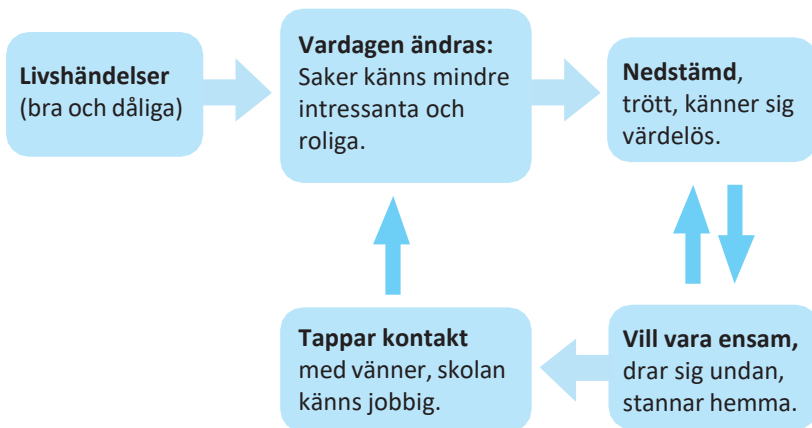 Livshändelser
(bra och dåliga)
Vardagen ändras:
Saker känns mindre
intressanta och
roliga.
Nedstämd,
trött, känner sig
värdelös.
Tappar kontakt
med vänner, skolan
känns jobbig.
Vill vara ensam,
drar sig undan,
stannar hemma.